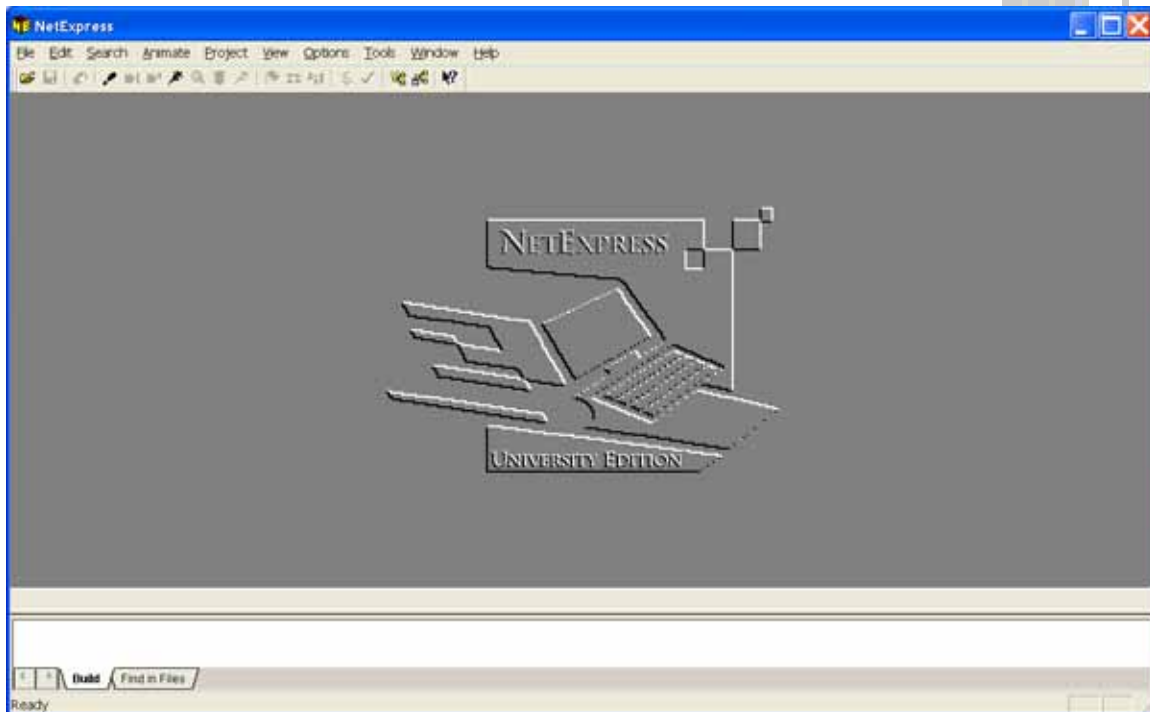 NetExpress
File Edit Search Animate Project View Options Tools Window Help
NETEXPRESS
UNIVERSITY EDITION
Build Find in Files
Ready